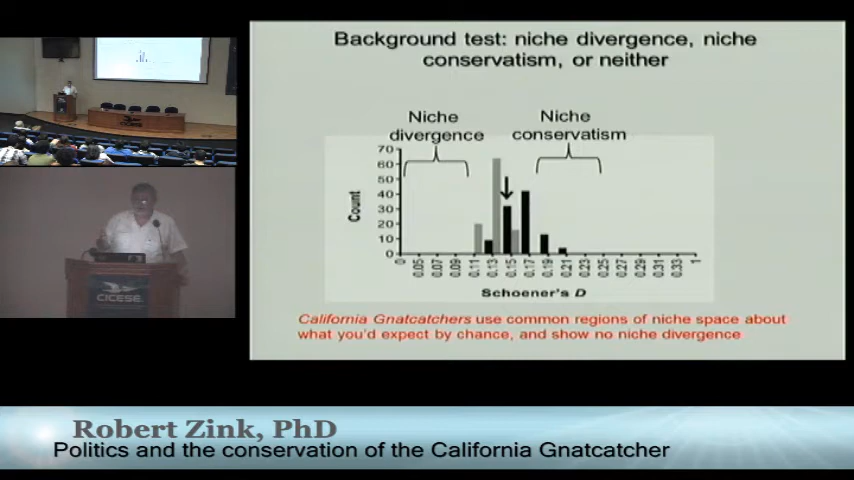 Background test: niche divergence, niche
conservatism, or neither
Niche
divergence
Niche
conservatism
70
60
50
40
30
20
10
0
Count
0
0.05
0.07
0.09
0.11
0.13
0.15
0.17
0.19
0.21
0.23
0.25
0.27
0.29
0.31
0.33
1
Schoener's D
California Gnatcatchers use common regions of niche space about
what you'd expect by chance, and show no niche divergence
CICESE
Robert Zink, PhD
Politics and the conservation of the California Gnatcatcher